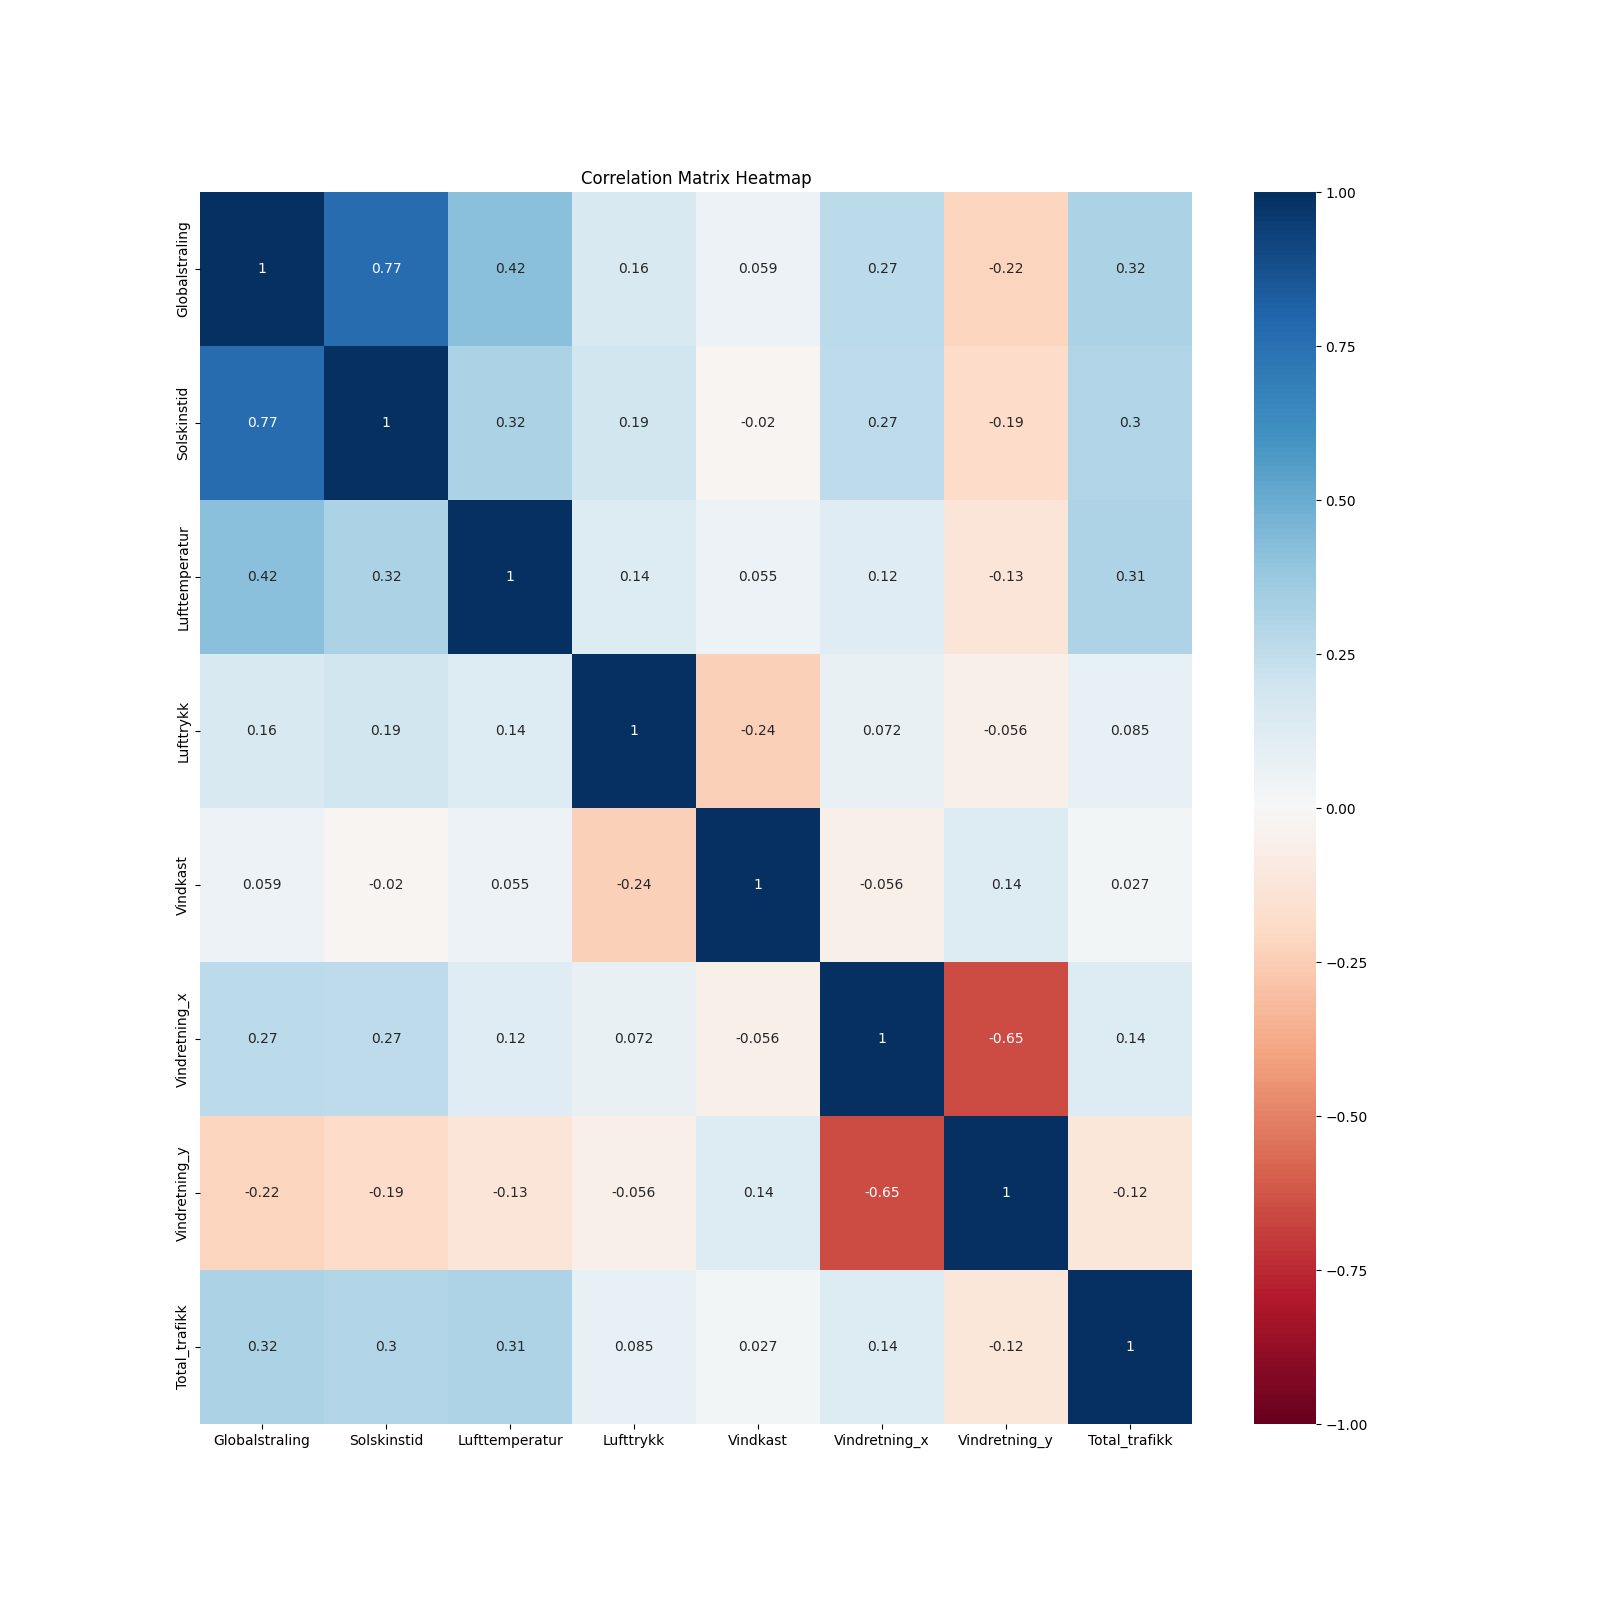 Correlation Matrix Heatmap
Globalstraling 1 0.77 0.42 0.16 0.059 0.27 -0.22 0.32
Solskinstid 0.77 1 0.32 0.19 -0.02 0.27 -0.19 0.3
Lufttemperatur 0.42 0.32 1 0.14 0.055 0.12 -0.13 0.31
Lufttrykk 0.16 0.19 0.14 1 -0.24 0.072 -0.056 0.085
Vindkast 0.059 -0.02 0.055 -0.24 1 -0.056 0.14 0.027
Vindretning_x 0.27 0.27 0.12 0.072 -0.056 1 -0.65 0.14
Vindretning_y -0.22 -0.19 -0.13 -0.056 0.14 -0.65 1 -0.12
Total_trafikk 0.32 0.3 0.31 0.085 0.027 0.14 -0.12 1
Globalstraling Solskinstid Lufttemperatur Lufttrykk Vindkast Vindretning_x Vindretning_y Total_trafikk
1.00
0.75
0.50
0.25
0.00
−0.25
−0.50
−0.75
−1.00